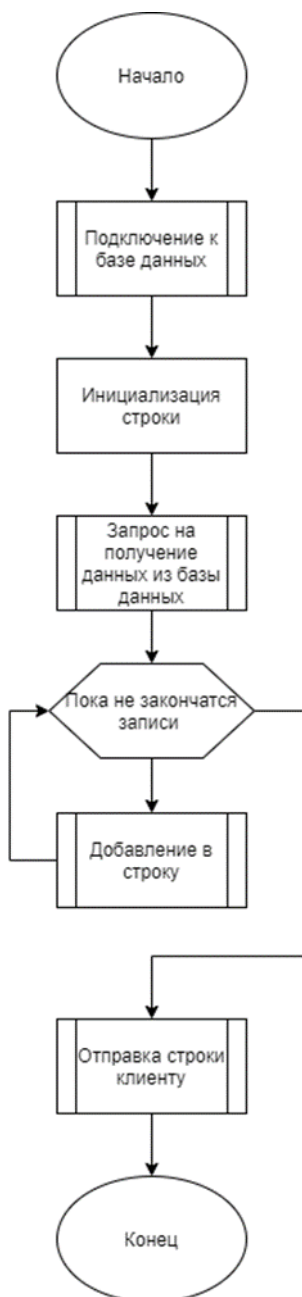 Начало
Подключение к
базе данных
Инициализация
строки
Запрос на
получение
данных из базы
данных
Пока не закончатся
записи
Добавление в
строку
Отправка строки
клиенту
Конец